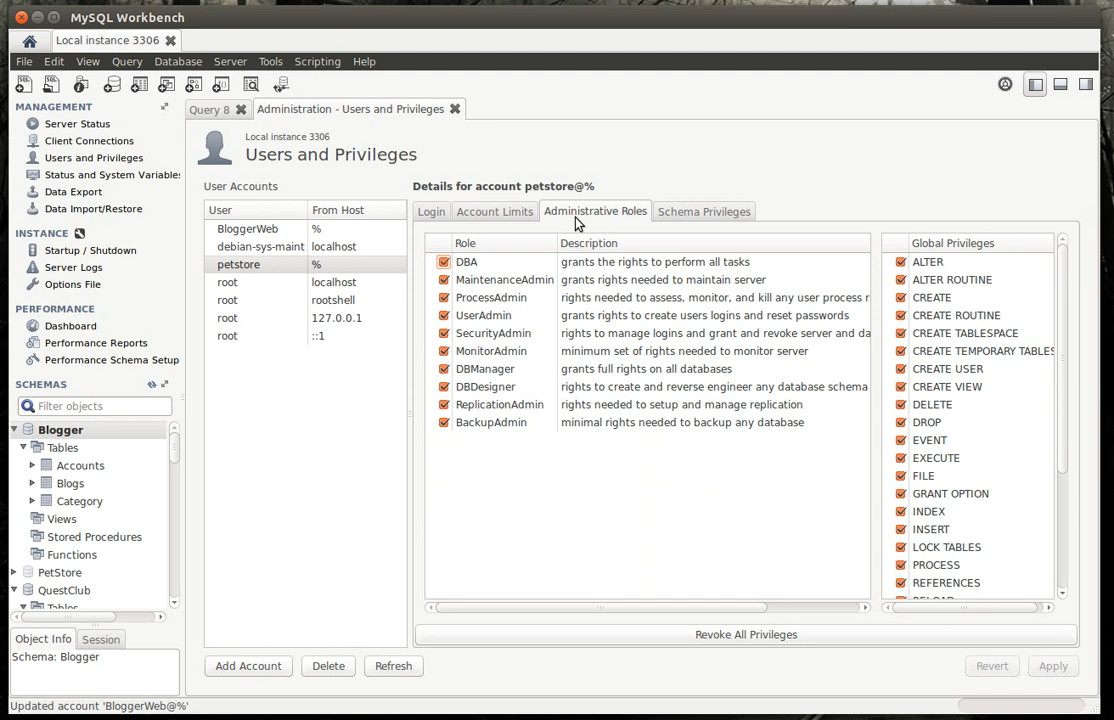 MySQL Workbench
Local instance 3306
File Edit View Query Database Server Tools Scripting Help
MANAGEMENT
Server Status
Client Connections
Users and Privileges
Status and System Variables
Data Export
Data Import/Restore
INSTANCE
Startup / Shutdown
Server Logs
Options File
PERFORMANCE
Dashboard
Performance Reports
Performance Schema Setup
SCHEMAS
Filter objects
Blogger
Tables
Accounts
Blogs
Category
Views
Stored Procedures
Functions
PetStore
QuestClub
Tables
Object Info Session
Schema: Blogger
Query 8 Administration - Users and Privileges
Local instance 3306
Users and Privileges
User Accounts
User From Host
BloggerWeb %
debian-sys-maint localhost
petstore %
root localhost
root rootshell
root 127.0.0.1
root ::1
Add Account Delete Refresh
Details for account petstore@%
Login Account Limits Administrative Roles Schema Privileges
Role Description
DBA grants the rights to perform all tasks
MaintenanceAdmin grants rights needed to maintain server
ProcessAdmin rights needed to assess, monitor, and kill any user process r
UserAdmin grants rights to create users logins and reset passwords
SecurityAdmin rights to manage logins and grant and revoke server and da
MonitorAdmin minimum set of rights needed to monitor server
DBManager grants full rights on all databases
DBDesigner rights to create and reverse engineer any database schema
ReplicationAdmin rights needed to setup and manage replication
BackupAdmin minimal rights needed to backup any database
Global Privileges
ALTER
ALTER ROUTINE
CREATE
CREATE ROUTINE
CREATE TABLESPACE
CREATE TEMPORARY TABLES
CREATE USER
CREATE VIEW
DELETE
DROP
EVENT
EXECUTE
FILE
GRANT OPTION
INDEX
INSERT
LOCK TABLES
PROCESS
REFERENCES
RELOAD
Revoke All Privileges
Revert Apply
Updated account 'BloggerWeb@%'